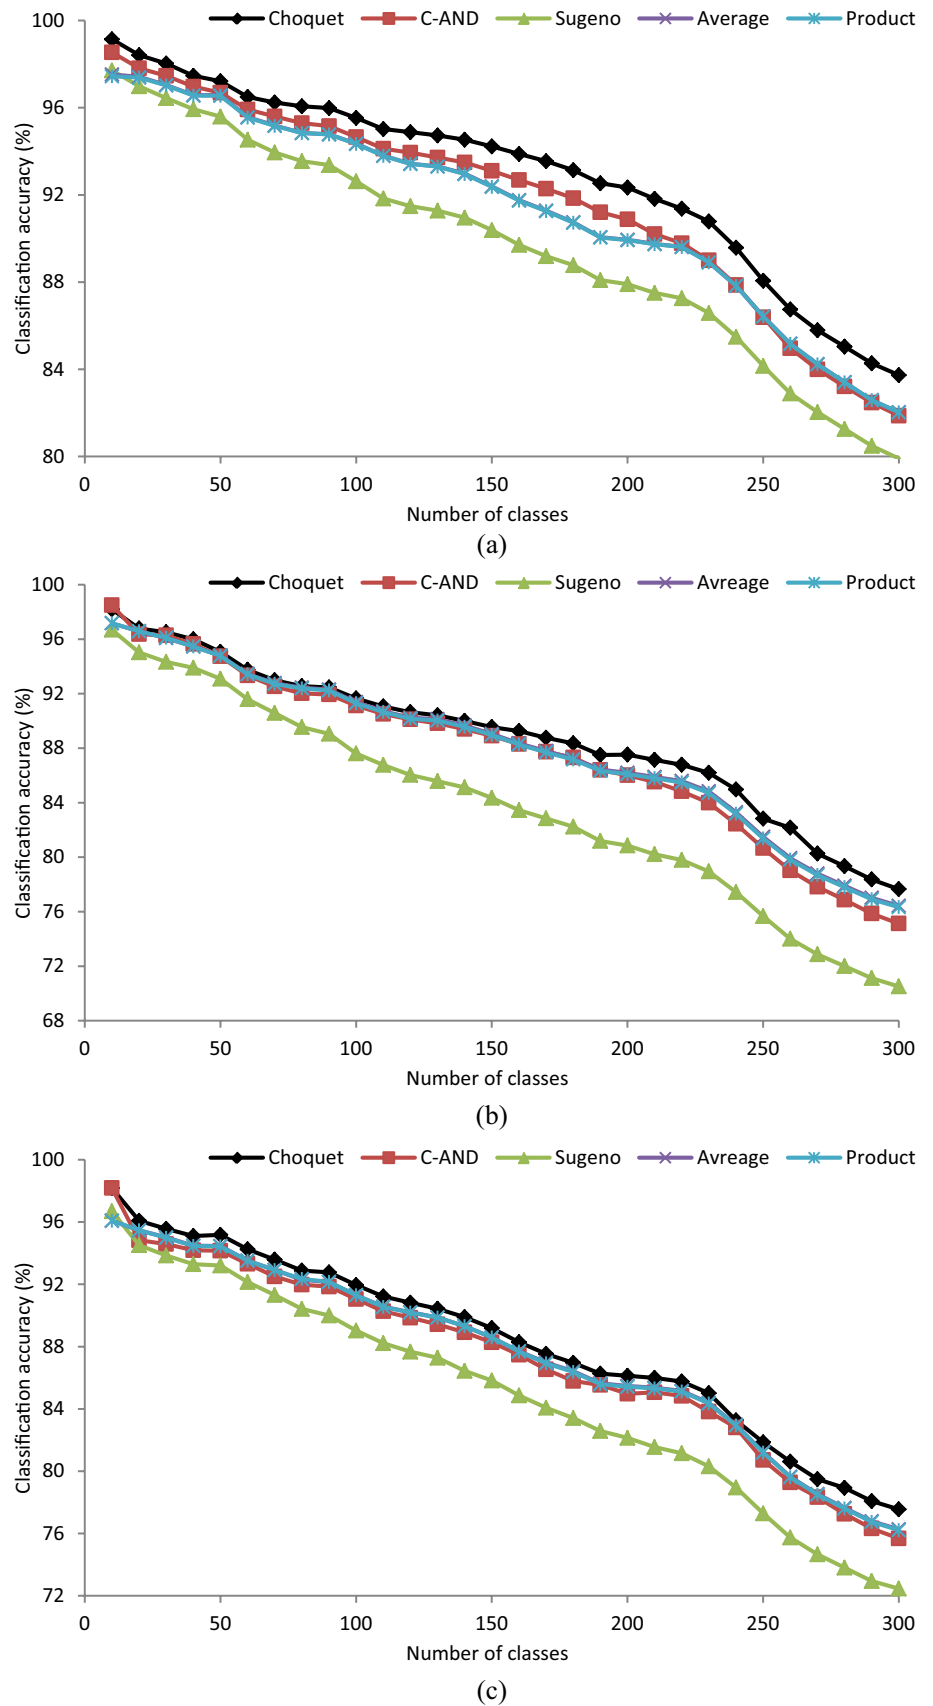 Choquet C-AND Sugeno Average Product
100
96
92
88
84
80
Classification accuracy (%)
0 50 100 150 200 250 300
Number of classes
(a)
Choquet C-AND Sugeno Avreage Product
100
96
92
88
84
80
76
72
68
Classification accuracy (%)
0 50 100 150 200 250 300
Number of classes
(b)
Choquet C-AND Sugeno Avreage Product
100
96
92
88
84
80
76
72
Classification accuracy (%)
0 50 100 150 200 250 300
Number of classes
(c)